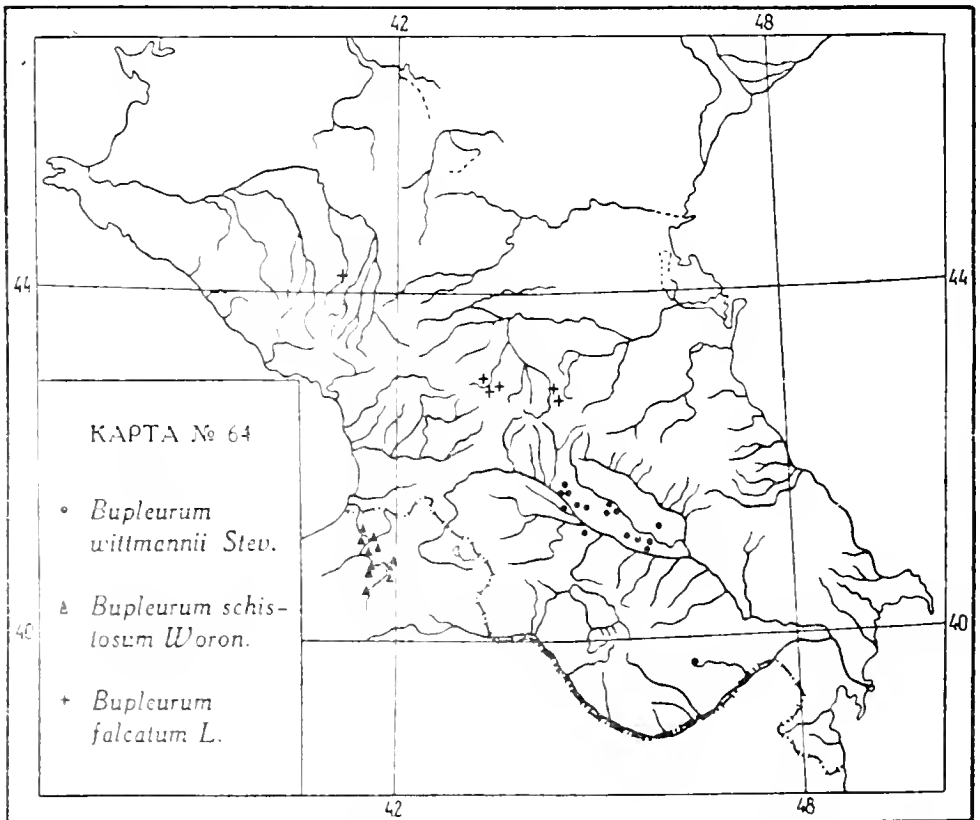 42 48
44 44
КАРТА № 64
• Bupleurum
wittmannii Stev.
▲ Bupleurum schis-
tosum Woron.
+ Bupleurum
falcatum L.
40 40
42 48